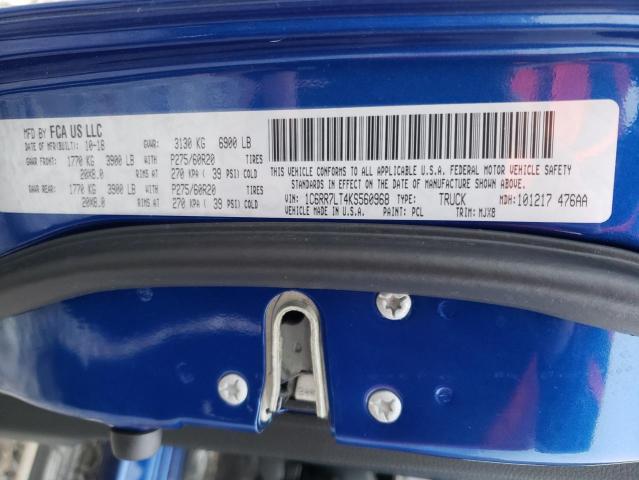 MFD BY FCA US LLC
DATE OF MFR.(BUILT): 10-18 GVWR: 3130 KG 6900 LB
GAWR FRONT: 1770 KG 3900 LB WITH P275/60R20 TIRES
20X8.0 RIMS AT 270 KPA ( 39 PSI) COLD
GAWR REAR: 1770 KG 3900 LB WITH P275/60R20 TIRES
20X8.0 RIMS AT 270 KPA ( 39 PSI) COLD
THIS VEHICLE CONFORMS TO ALL APPLICABLE U.S.A. FEDERAL MOTOR VEHICLE SAFETY
STANDARDS IN EFFECT ON THE DATE OF MANUFACTURE SHOWN ABOVE.
VIN: 1C6RR7LT4KS560968 TYPE: TRUCK MDH: 101217 476AA
VEHICLE MADE IN U.S.A. PAINT: PCL TRIM: MJX8